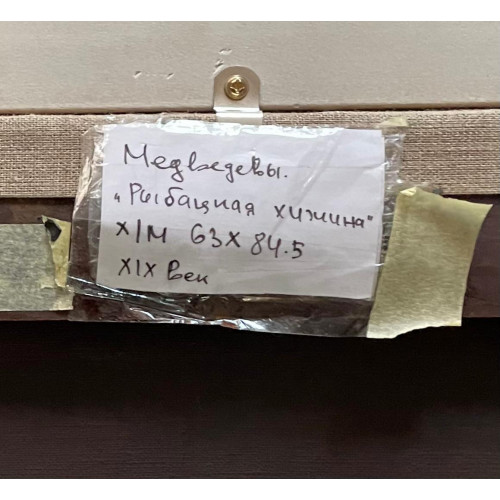 Медведевы.
"Рыбацкая хижина"
х/м 63х84.5
XIX век